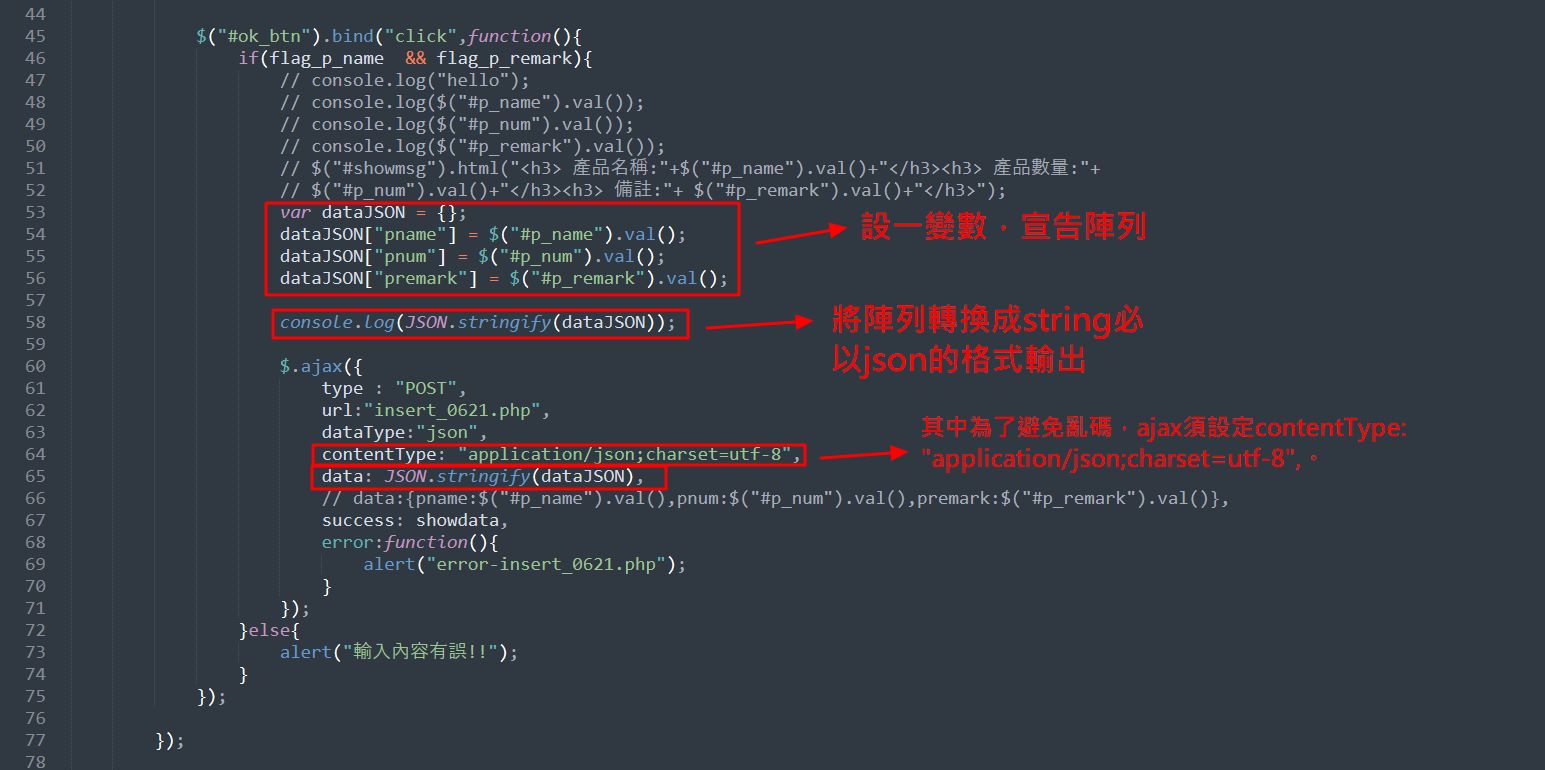 44
45 $("#ok_btn").bind("click",function(){
46 if(flag_p_name  && flag_p_remark){
47 // console.log("hello");
48 // console.log($("#p_name").val());
49 // console.log($("#p_num").val());
50 // console.log($("#p_remark").val());
51 // $("#showmsg").html("<h3> 產品名稱:"+$("#p_name").val()+"</h3><h3> 產品數量:"+
52 // $("#p_num").val()+"</h3><h3> 備註:"+ $("#p_remark").val()+"</h3>");
53 var dataJSON = {};
54 dataJSON["pname"] = $("#p_name").val();
設一變數，宣告陣列
55 dataJSON["pnum"] = $("#p_num").val();
56 dataJSON["premark"] = $("#p_remark").val();
57
58 console.log(JSON.stringify(dataJSON));
將陣列轉換成string必
以json的格式輸出
59
60 $.ajax({
61 type : "POST",
62 url:"insert_0621.php",
63 dataType:"json",
64 contentType: "application/json;charset=utf-8",
其中為了避免亂碼，ajax須設定contentType:
"application/json;charset=utf-8",。
65 data: JSON.stringify(dataJSON),
66 // data:{pname:$("#p_name").val(),pnum:$("#p_num").val(),premark:$("#p_remark").val()},
67 success: showdata,
68 error:function(){
69 alert("error-insert_0621.php");
70 }
71 });
72 }else{
73 alert("輸入內容有誤!!");
74 }
75 });
76
77 });
78